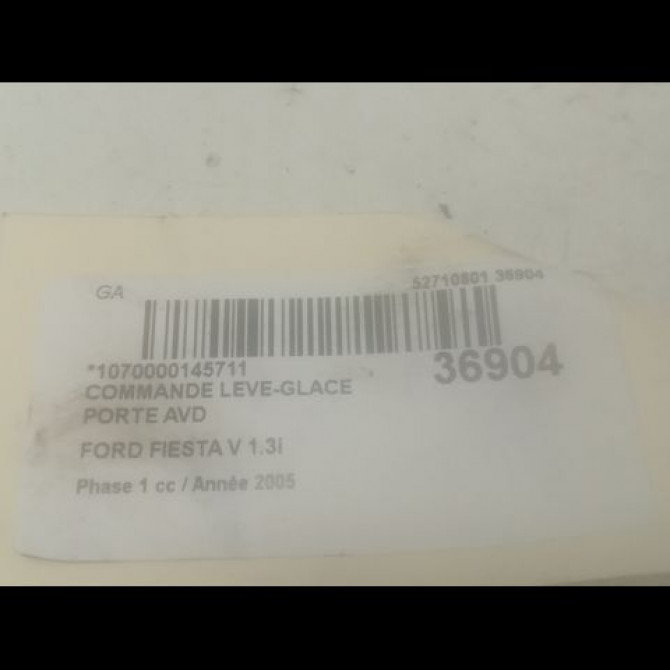 GA 52710801 36904
*1070000145711 36904
COMMANDE LEVE-GLACE
PORTE AVD
FORD FIESTA V 1.3i
Phase 1 cc / Année 2005